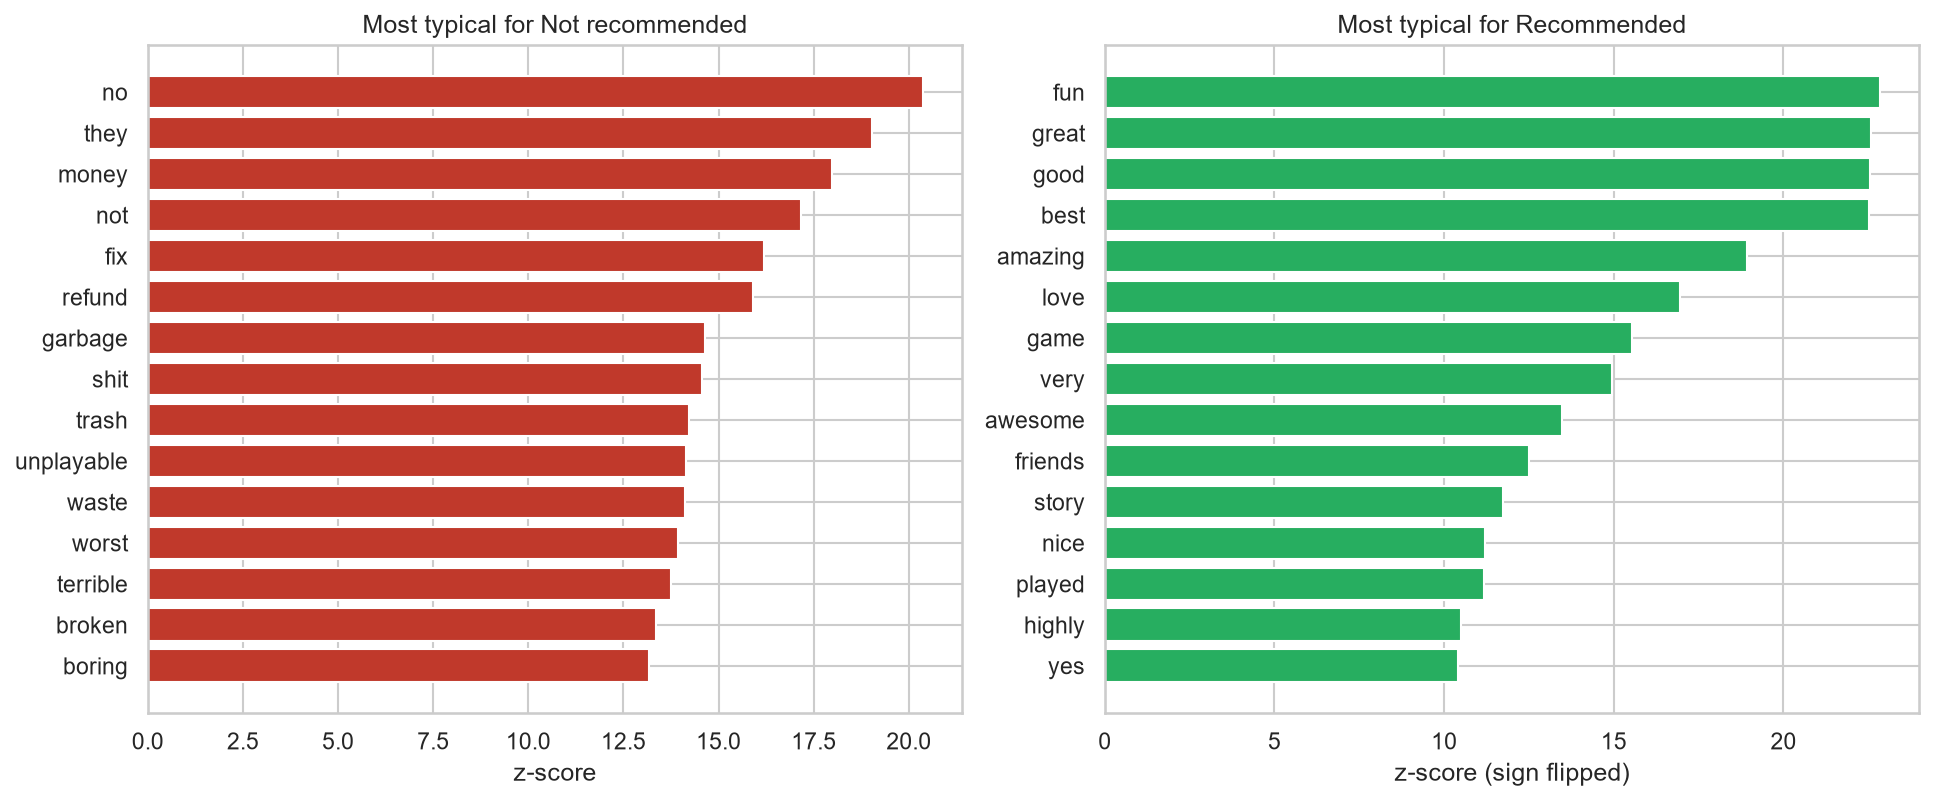 Most typical for Not recommended
no
they
money
not
fix
refund
garbage
shit
trash
unplayable
waste
worst
terrible
broken
boring
0.0 2.5 5.0 7.5 10.0 12.5 15.0 17.5 20.0
z-score
Most typical for Recommended
fun
great
good
best
amazing
love
game
very
awesome
friends
story
nice
played
highly
yes
0 5 10 15 20
z-score (sign flipped)